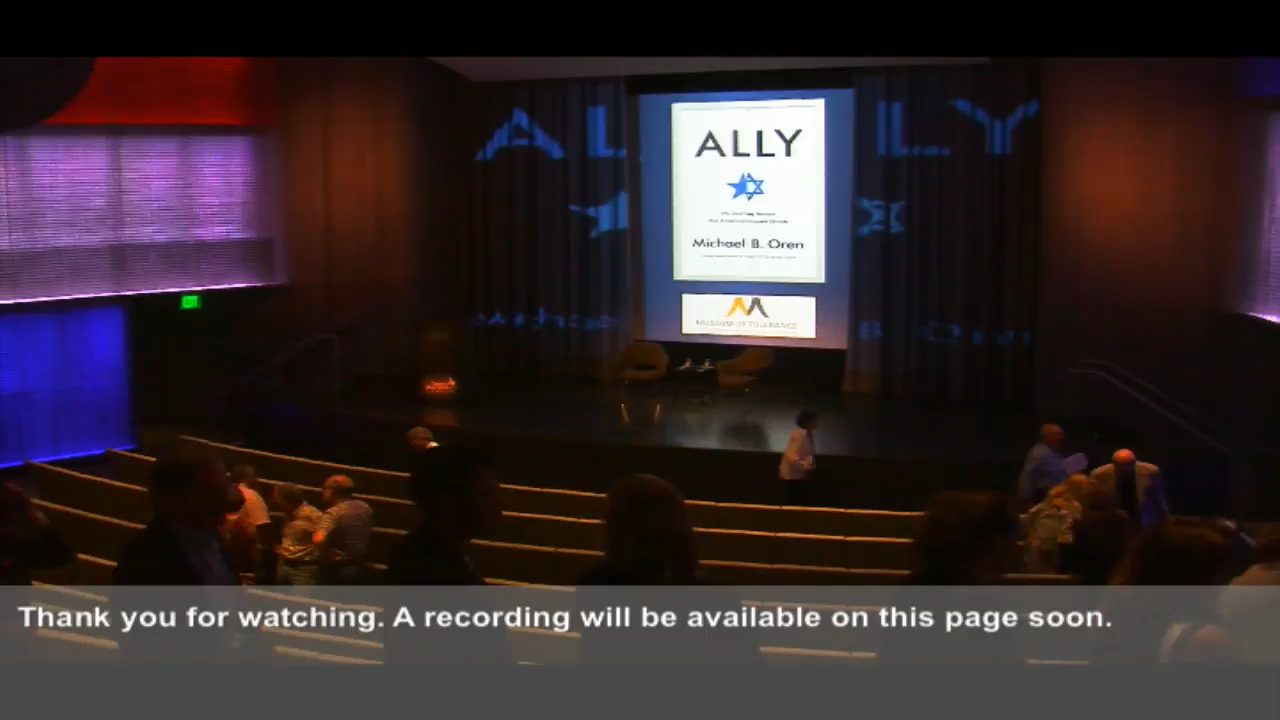 ALLY
Michael B. Oren
MUSEUM OF TOLERANCE
Thank you for watching. A recording will be available on this page soon.